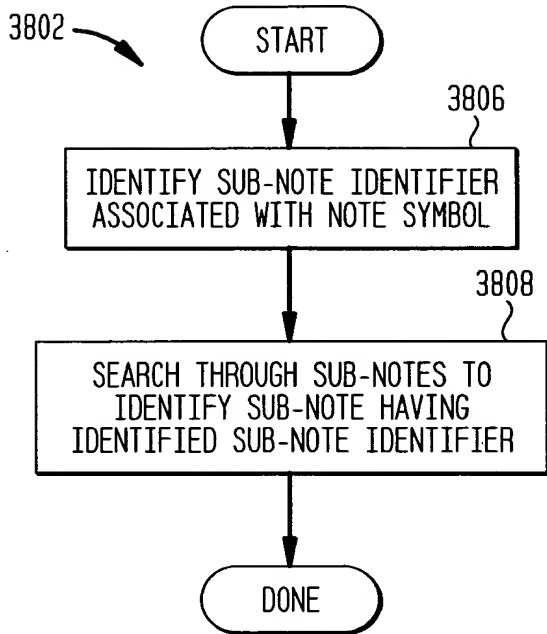 3802
START
3806
IDENTIFY SUB-NOTE IDENTIFIER
ASSOCIATED WITH NOTE SYMBOL
3808
SEARCH THROUGH SUB-NOTES TO
IDENTIFY SUB-NOTE HAVING
IDENTIFIED SUB-NOTE IDENTIFIER
DONE